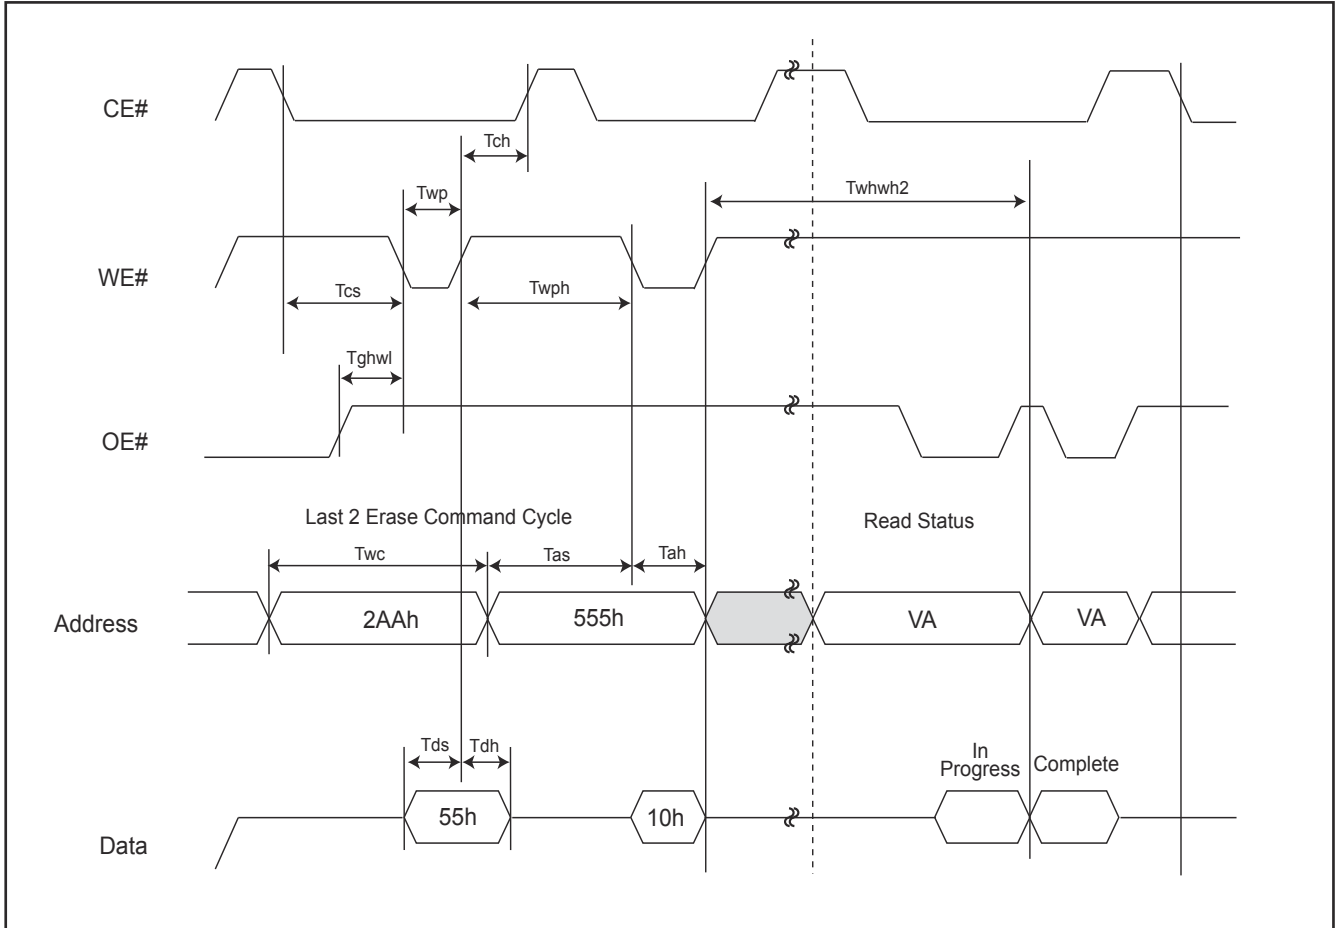 CE#
Tch
Twp
Twhwh2
WE#
Tcs
Twph
Tghwl
OE#
Last 2 Erase Command Cycle
Read Status
Twc
Tas
Tah
Address
2AAh
555h
VA
VA
Tds
Tdh
In
Progress
Complete
Data
55h
10h